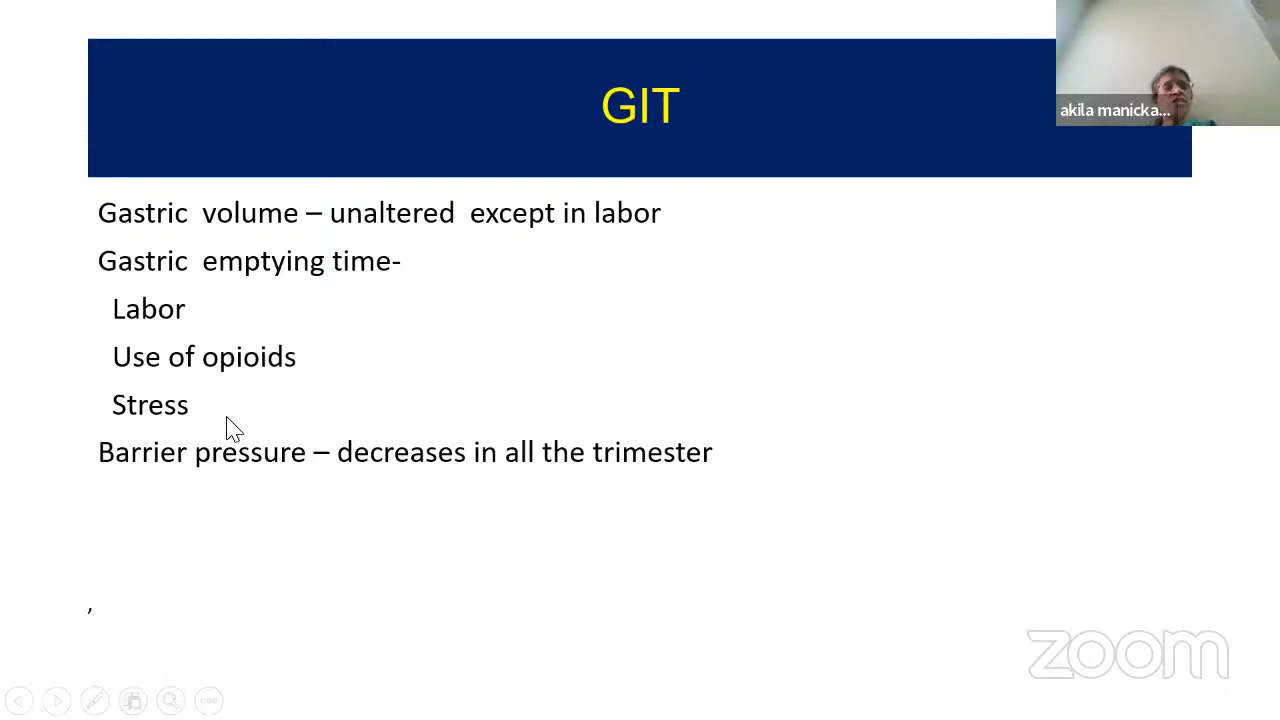 GIT
akila manicka...
Gastric volume – unaltered except in labor
Gastric emptying time-
Labor
Use of opioids
Stress
Barrier pressure – decreases in all the trimester
,
zoom